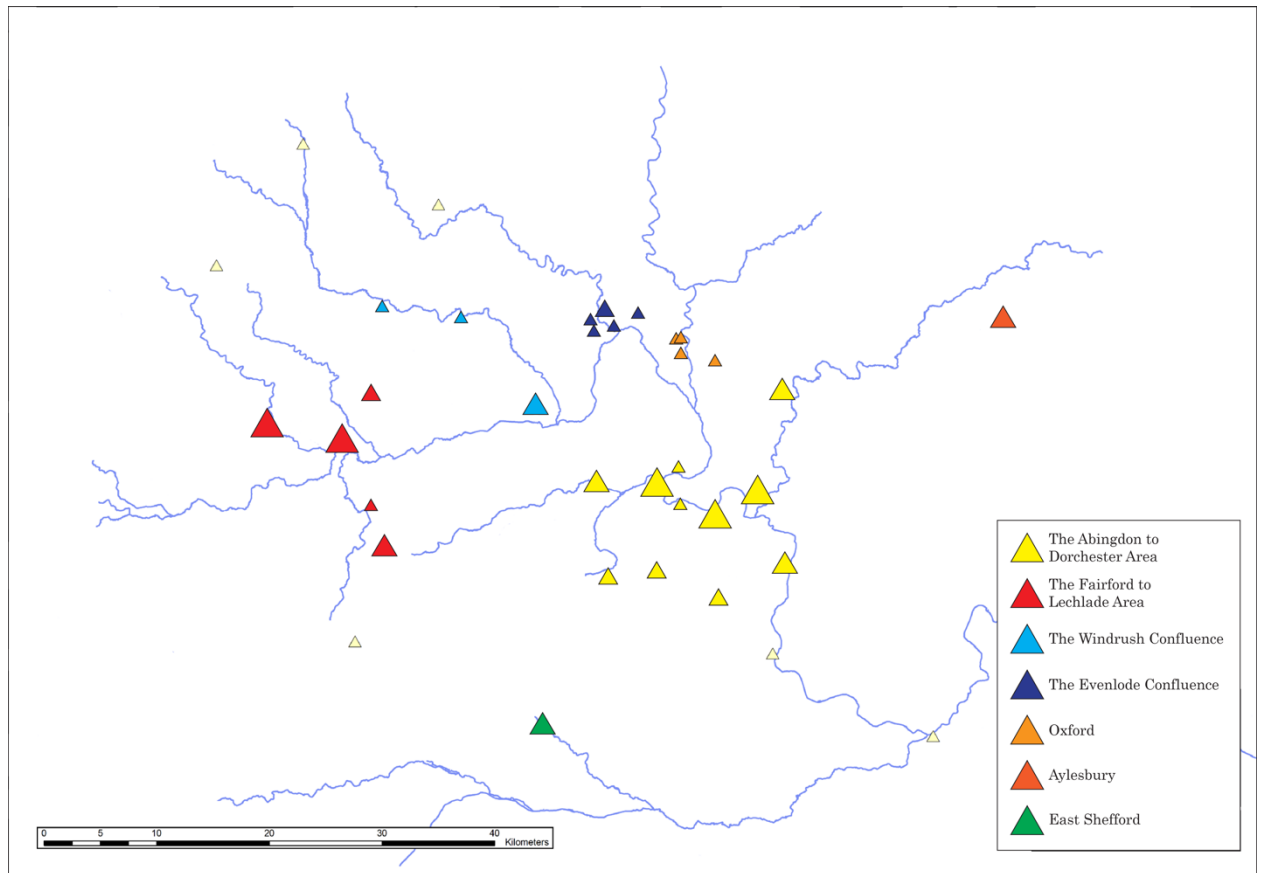 The Abingdon to
Dorchester Area
The Fairford to
Lechlade Area
The Windrush Confluence
The Evenlode Confluence
Oxford
Aylesbury
East Shefford
0 5 10 20 30 40
Kilometers